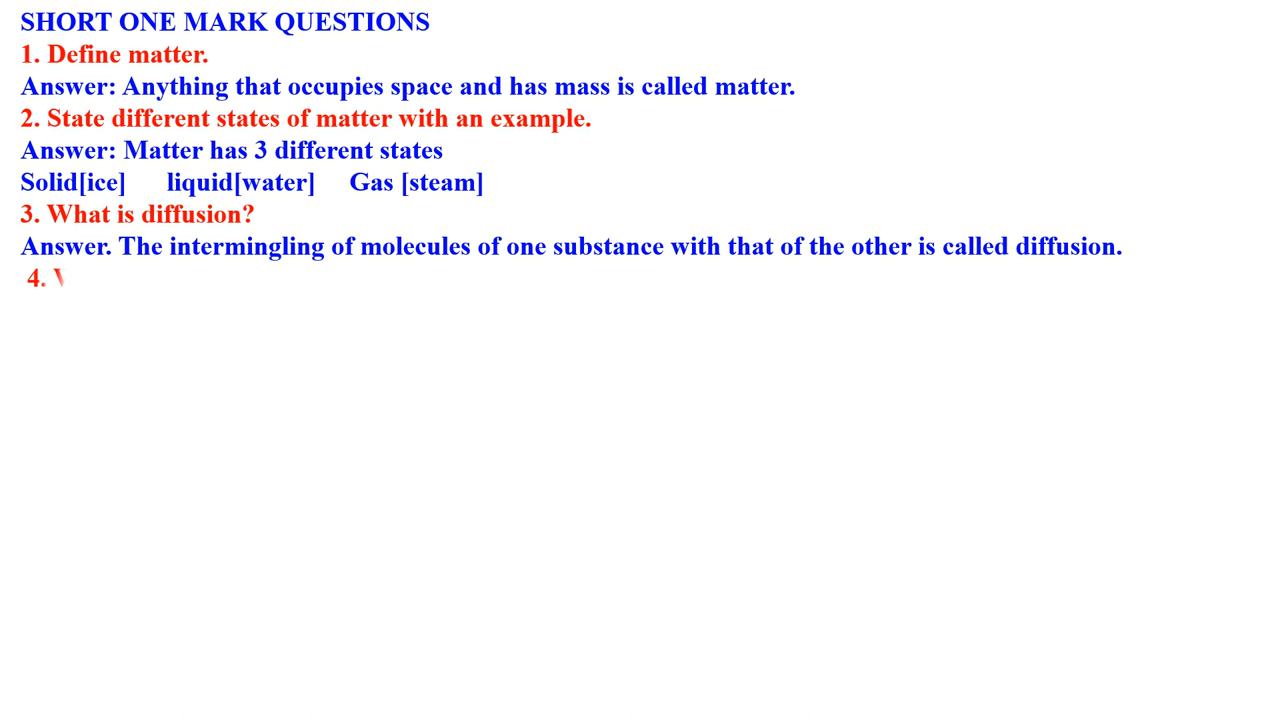 SHORT ONE MARK QUESTIONS
1. Define matter.
Answer: Anything that occupies space and has mass is called matter.
2. State different states of matter with an example.
Answer: Matter has 3 different states
Solid[ice] liquid[water] Gas [steam]
3. What is diffusion?
Answer. The intermingling of molecules of one substance with that of the other is called diffusion.
4.